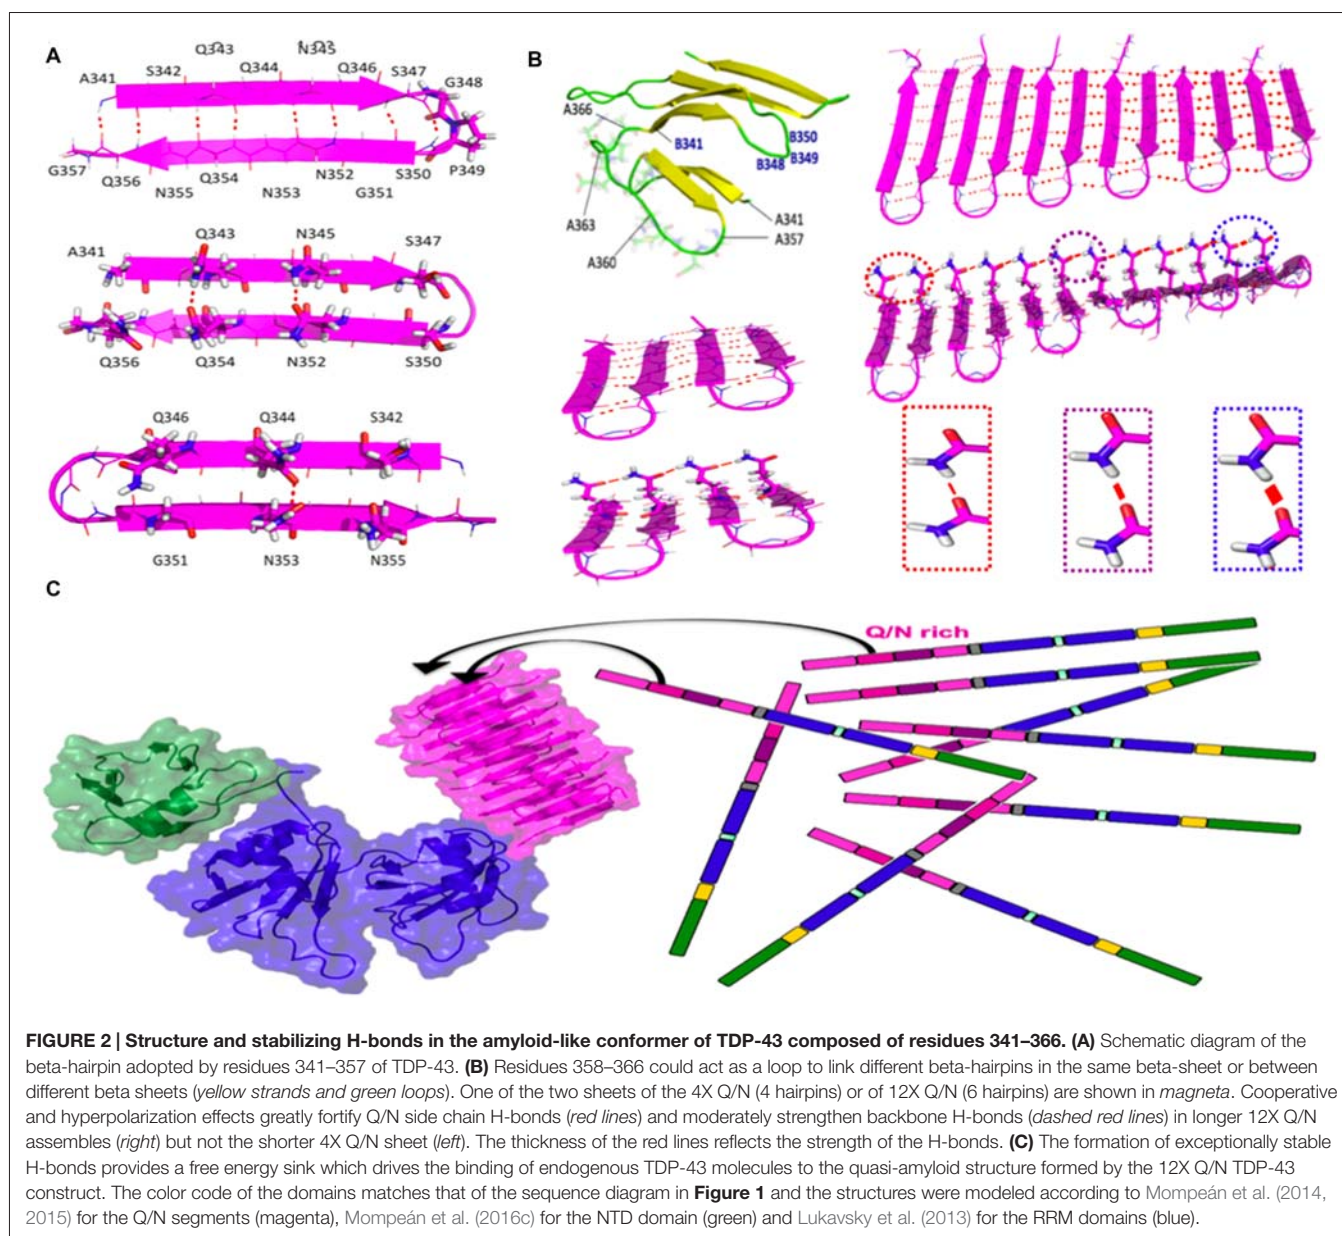 A
Q343
N345
A341
S342
Q344
Q346
S347
G348
G357
Q356
N355
Q354
N353
N352
G351
S350
P349
A341
Q343
N345
S347
Q356
Q354
N352
S350
Q346
Q344
S342
G351
N353
N355
B
A366
B341
B350
B349
B348
A363
A341
A357
A360
C
Q/N rich
FIGURE 2 | Structure and stabilizing H-bonds in the amyloid-like conformer of TDP-43 composed of residues 341–366. (A) Schematic diagram of the
beta-hairpin adopted by residues 341–357 of TDP-43. (B) Residues 358–366 could act as a loop to link different beta-hairpins in the same beta-sheet or between
different beta sheets (yellow strands and green loops). One of the two sheets of the 4X Q/N (4 hairpins) or of 12X Q/N (6 hairpins) are shown in magneta. Cooperative
and hyperpolarization effects greatly fortify Q/N side chain H-bonds (red lines) and moderately strengthen backbone H-bonds (dashed red lines) in longer 12X Q/N
assembles (right) but not the shorter 4X Q/N sheet (left). The thickness of the red lines reflects the strength of the H-bonds. (C) The formation of exceptionally stable
H-bonds provides a free energy sink which drives the binding of endogenous TDP-43 molecules to the quasi-amyloid structure formed by the 12X Q/N TDP-43
construct. The color code of the domains matches that of the sequence diagram in Figure 1 and the structures were modeled according to Mompeán et al. (2014,
2015) for the Q/N segments (magenta), Mompeán et al. (2016c) for the NTD domain (green) and Lukavsky et al. (2013) for the RRM domains (blue).